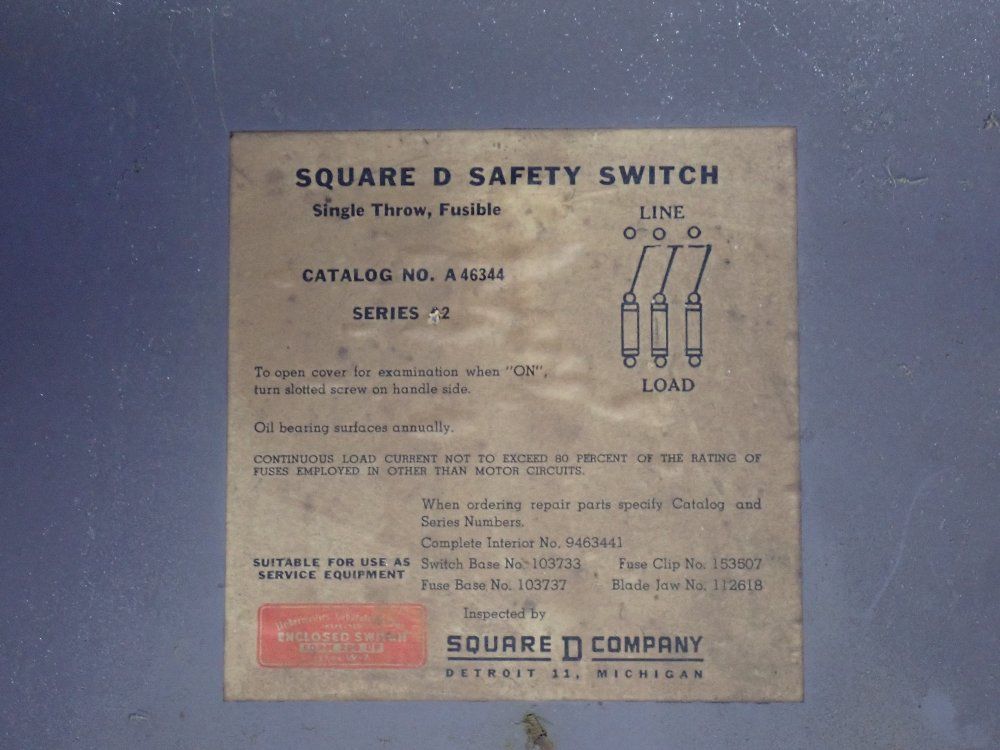 SQUARE D SAFETY SWITCH
Single Throw, Fusible
LINE
CATALOG NO. A 46344
SERIES 2
To open cover for examination when "ON",
turn slotted screw on handle side.
LOAD
Oil bearing surfaces annually.
CONTINUOUS LOAD CURRENT NOT TO EXCEED 80 PERCENT OF THE RATING OF
FUSES EMPLOYED IN OTHER THAN MOTOR CIRCUITS.
When ordering repair parts specify Catalog and
Series Numbers.
Complete Interior No. 9463441
Switch Base No. 103733 Fuse Clip No. 153507
Fuse Base No. 103737 Blade Jaw No. 112618
SUITABLE FOR USE AS
SERVICE EQUIPMENT
Inspected by
SQUARE D COMPANY
DETROIT 11, MICHIGAN
ENCLOSED SWITCH